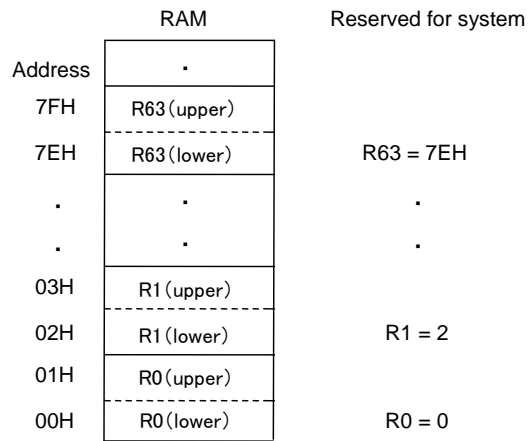 RAM Reserved for system
Address .
7FH R63(upper)
7EH R63(lower) R63 = 7EH
. . .
. . .
03H R1(upper)
02H R1(lower) R1 = 2
01H R0(upper)
00H R0(lower) R0 = 0